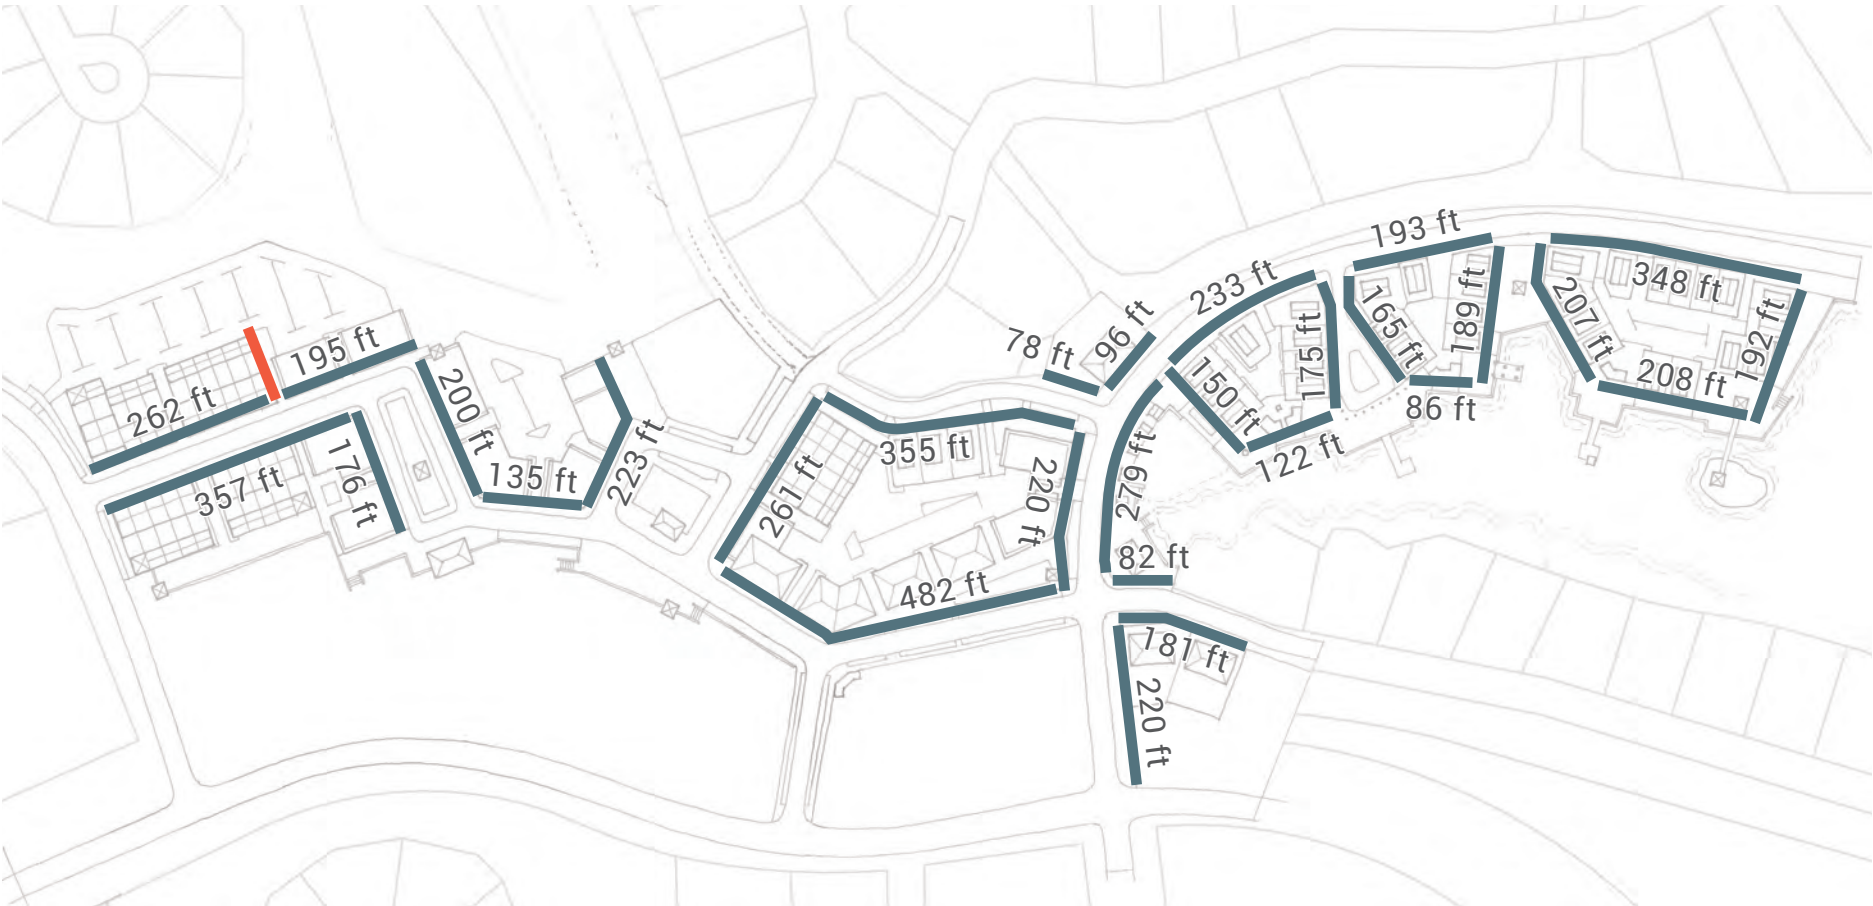 193 ft
233 ft
348 ft
207 ft
165 ft
189 ft
192 ft
96 ft
78 ft
175 ft
195 ft
150 ft
208 ft
86 ft
262 ft
200 ft
122 ft
355 ft
223 ft
279 ft
135 ft
357 ft
176 ft
261 ft
220 ft
82 ft
482 ft
181 ft
220 ft